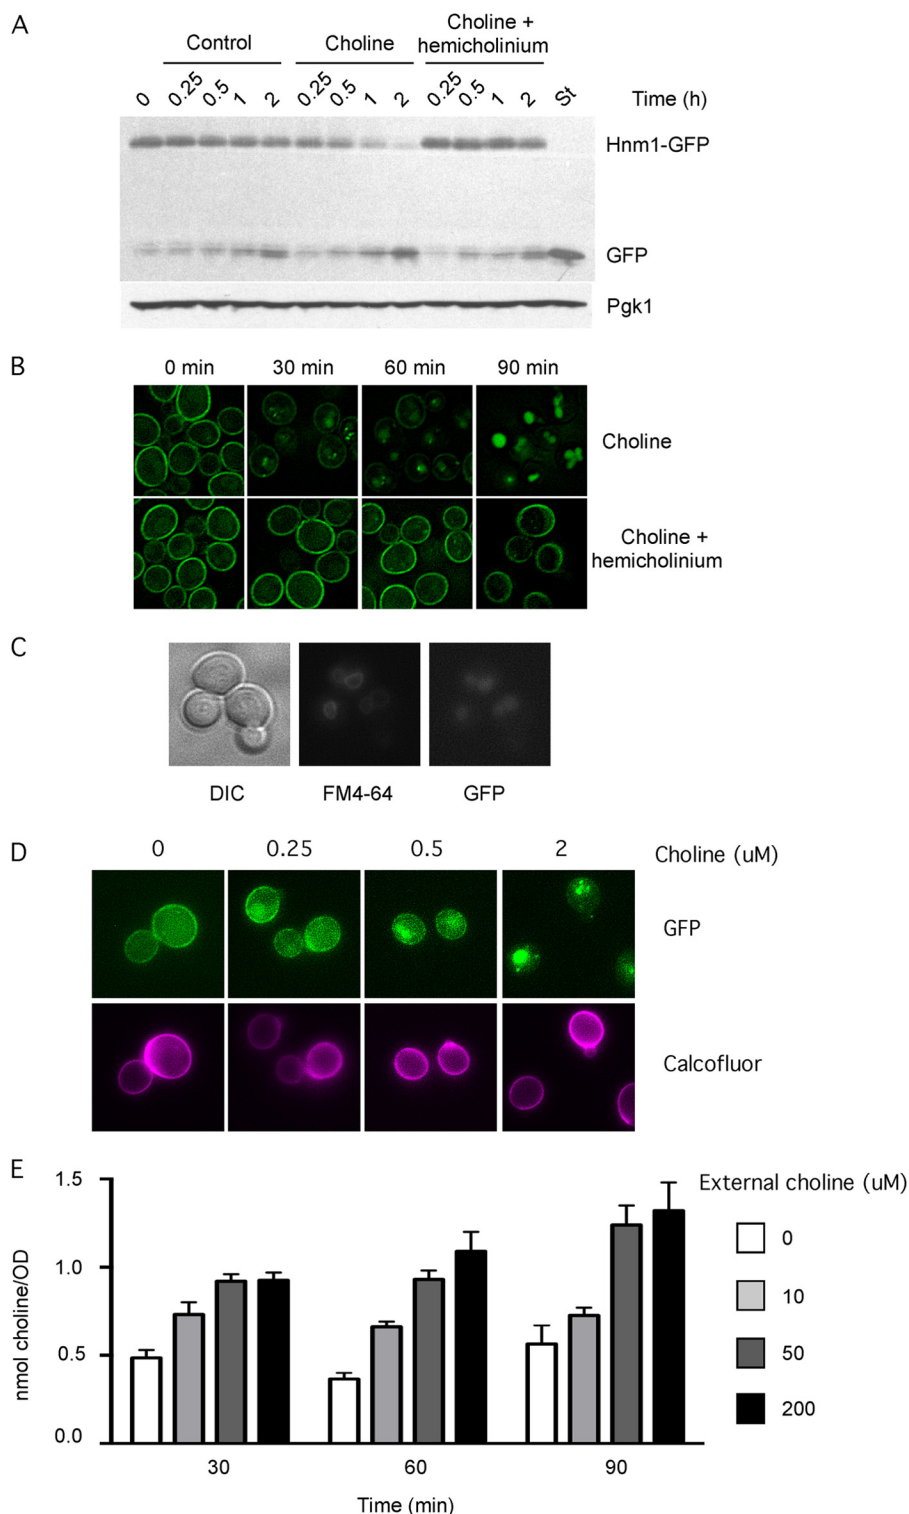 A
Control
Choline
Choline +
hemicholinium
0 0.25 0.5 1 2 0.25 0.5 1 2 0.25 0.5 1 2 St
Time (h)
Hnm1-GFP
GFP
Pgk1
B
0 min 30 min 60 min 90 min
Choline
Choline +
hemicholinium
C
DIC FM4-64 GFP
D
0 0.25 0.5 2 Choline (uM)
GFP
Calcofluor
E
External choline (uM)
0
10
50
200
nmol choline/OD
1.5
1.0
0.5
0.0
30 60 90
Time (min)